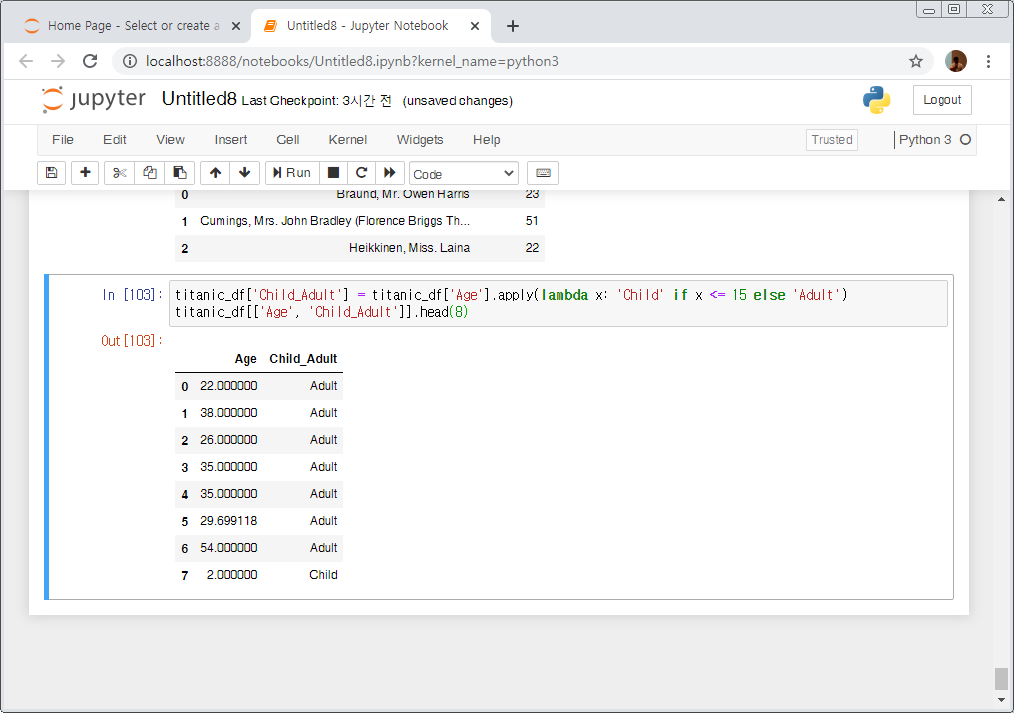 Home Page - Select or create a
Untitled8 - Jupyter Notebook
localhost:8888/notebooks/Untitled8.ipynb?kernel_name=python3
jupyter Untitled8 Last Checkpoint: 3시간 전 (unsaved changes)
Logout
File Edit View Insert Cell Kernel Widgets Help
Trusted
Python 3
Run
Code
0 Braund, Mr. Owen Harris 23
1 Cumings, Mrs. John Bradley (Florence Briggs Th... 51
2 Heikkinen, Miss. Laina 22
In [103]: titanic_df['Child_Adult'] = titanic_df['Age'].apply(lambda x: 'Child' if x <= 15 else 'Adult')
titanic_df[['Age', 'Child_Adult']].head(8)
Out[103]:
Age Child_Adult
0 22.000000 Adult
1 38.000000 Adult
2 26.000000 Adult
3 35.000000 Adult
4 35.000000 Adult
5 29.699118 Adult
6 54.000000 Adult
7 2.000000 Child